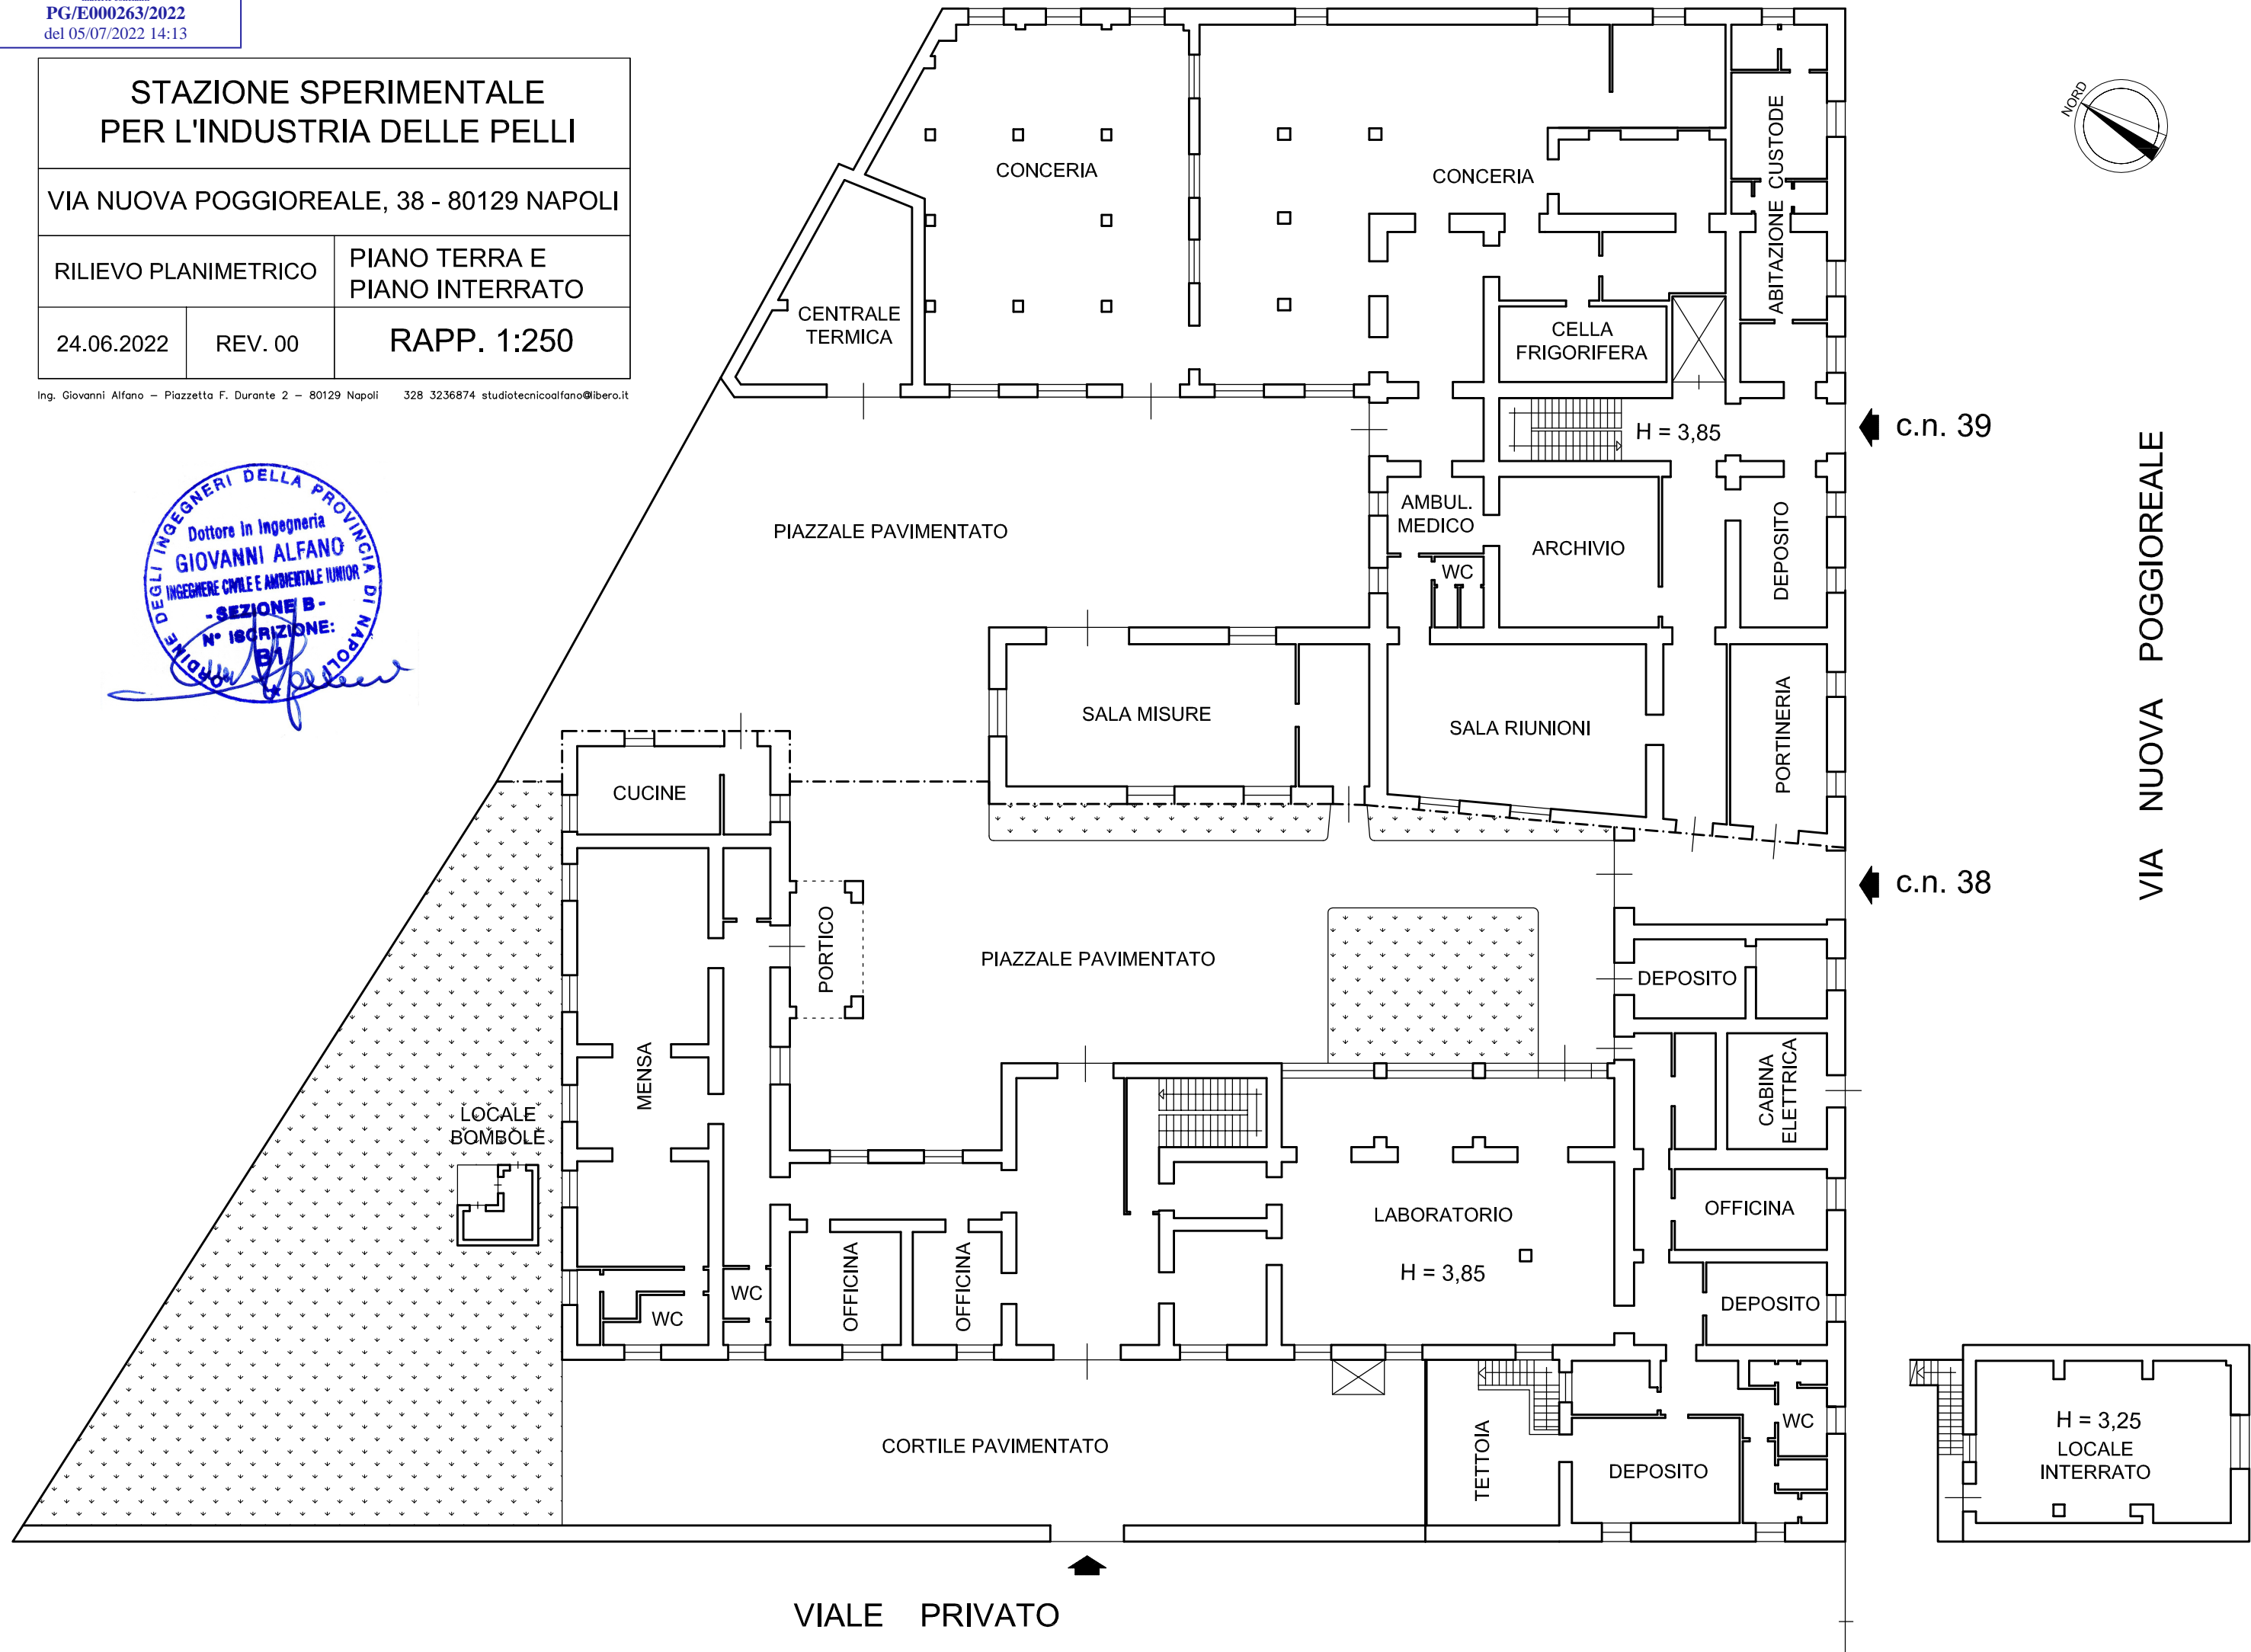 PG/E000263/2022
del 05/07/2022 14:13
STAZIONE SPERIMENTALE
PER L'INDUSTRIA DELLE PELLI
VIA NUOVA POGGIOREALE, 38 - 80129 NAPOLI
RILIEVO PLANIMETRICO
PIANO TERRA E
PIANO INTERRATO
24.06.2022
REV. 00
RAPP. 1:250
Ing. Giovanni Alfano – Piazzetta F. Durante 2 – 80129 Napoli 328 3236874 studiotecnicoalfano@libero.it
ORDINE DEGLI INGEGNERI DELLA PROVINCIA DI NAPOLI
Dottore in Ingegneria
GIOVANNI ALFANO
INGEGNERE CIVILE E AMBIENTALE IUNIOR
- SEZIONE B -
N° ISCRIZIONE:
B1
NORD
CONCERIA
CONCERIA
ABITAZIONE CUSTODE
CENTRALE
TERMICA
CELLA
FRIGORIFERA
H = 3,85
c.n. 39
VIA NUOVA POGGIOREALE
PIAZZALE PAVIMENTATO
AMBUL.
MEDICO
WC
ARCHIVIO
DEPOSITO
SALA MISURE
SALA RIUNIONI
PORTINERIA
CUCINE
c.n. 38
PORTICO
PIAZZALE PAVIMENTATO
DEPOSITO
MENSA
CABINA
ELETTRICA
LOCALE
BOMBOLE
LABORATORIO
H = 3,85
OFFICINA
OFFICINA
OFFICINA
WC
WC
DEPOSITO
CORTILE PAVIMENTATO
TETTOIA
DEPOSITO
WC
H = 3,25
LOCALE
INTERRATO
VIALE PRIVATO